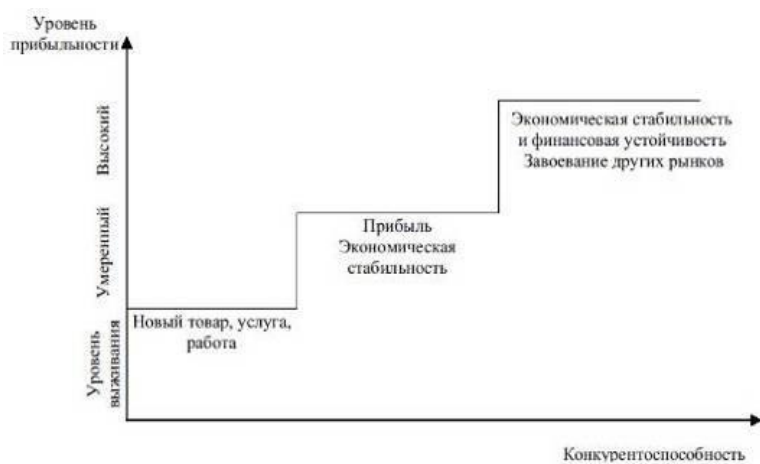 Уровень
прибыльности
Высокий
Умеренный
Уровень
выживания
Экономическая стабильность
и финансовая устойчивость
Завоевание других рынков
Прибыль
Экономическая
стабильность
Новый товар, услуга,
работа
Конкурентоспособность